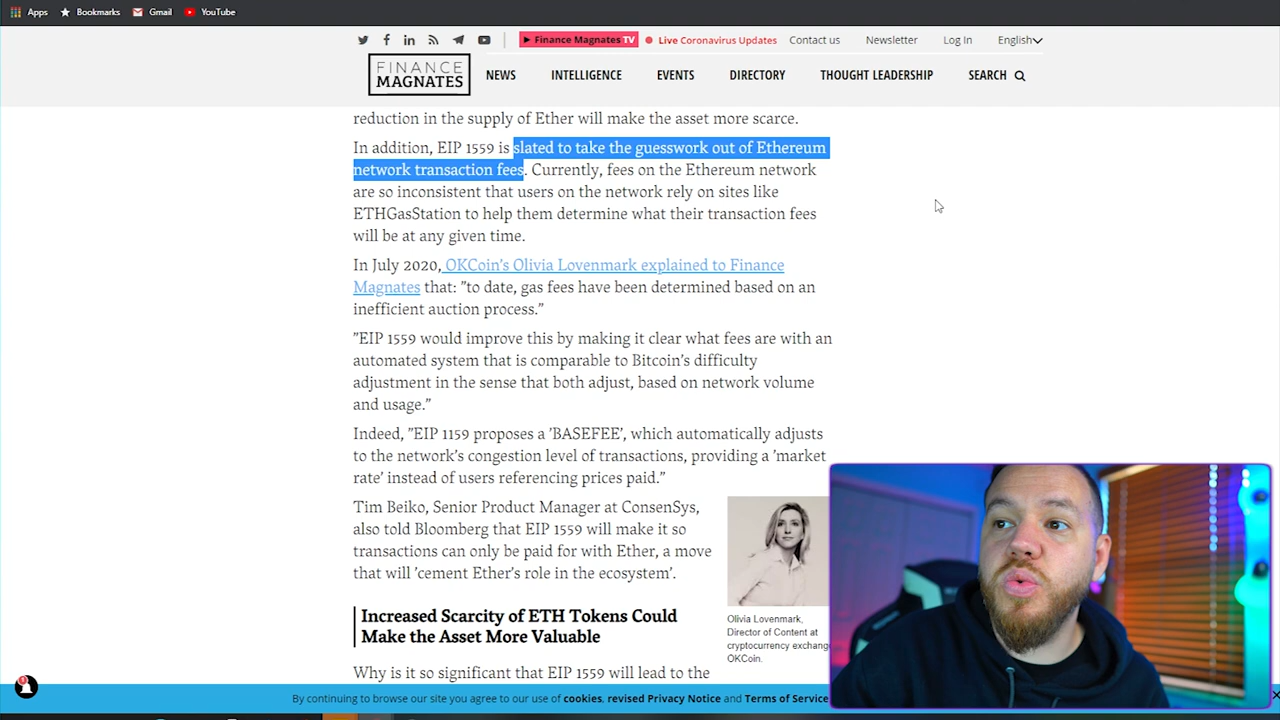 Apps
Bookmarks
Gmail
YouTube
Finance Magnates TV
Live Coronavirus Updates
Contact us
Newsletter
Log In
English
FINANCE
MAGNATES
NEWS
INTELLIGENCE
EVENTS
DIRECTORY
THOUGHT LEADERSHIP
SEARCH
reduction in the supply of Ether will make the asset more scarce.
In addition, EIP 1559 is slated to take the guesswork out of Ethereum
network transaction fees. Currently, fees on the Ethereum network
are so inconsistent that users on the network rely on sites like
ETHGasStation to help them determine what their transaction fees
will be at any given time.
In July 2020, OKCoin's Olivia Lovenmark explained to Finance
Magnates that: "to date, gas fees have been determined based on an
inefficient auction process."
"EIP 1559 would improve this by making it clear what fees are with an
automated system that is comparable to Bitcoin's difficulty
adjustment in the sense that both adjust, based on network volume
and usage."
Indeed, "EIP 1159 proposes a 'BASEFEE', which automatically adjusts
to the network's congestion level of transactions, providing a 'market
rate' instead of users referencing prices paid."
Tim Beiko, Senior Product Manager at ConsenSys,
also told Bloomberg that EIP 1559 will make it so
transactions can only be paid for with Ether, a move
that will 'cement Ether's role in the ecosystem'.
Olivia Lovenmark,
Director of Content at
cryptocurrency exchang
OKCoin.
Increased Scarcity of ETH Tokens Could
Make the Asset More Valuable
Why is it so significant that EIP 1559 will lead to the
By continuing to browse our site you agree to our use of cookies, revised Privacy Notice and Terms of Service